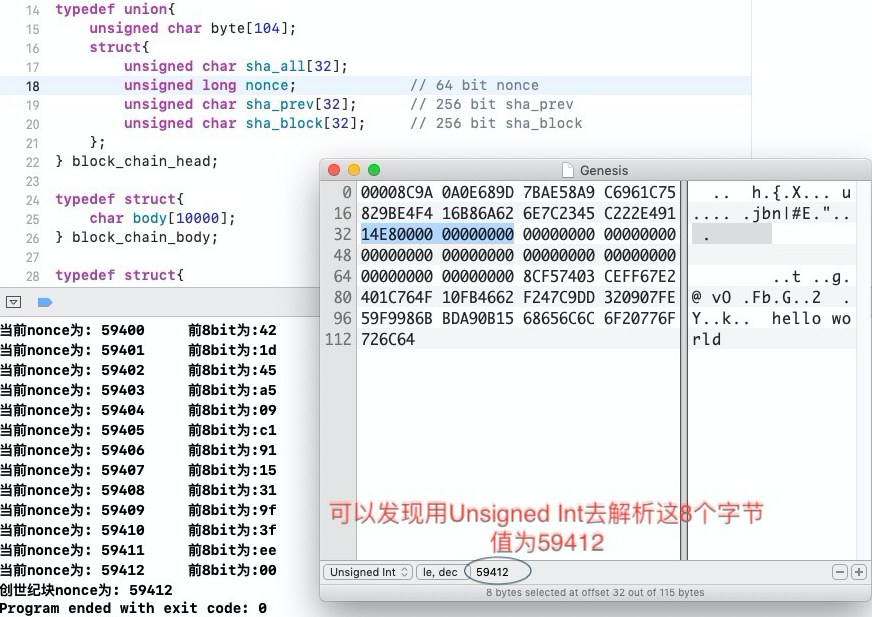 14 typedef union{
15 unsigned char byte[104];
16 struct{
17 unsigned char sha_all[32];
18 unsigned long nonce; // 64 bit nonce
19 unsigned char sha_prev[32]; // 256 bit sha_prev
20 unsigned char sha_block[32]; // 256 bit sha_block
21 };
22 } block_chain_head;
23
24 typedef struct{
25 char body[10000];
26 } block_chain_body;
27
28 typedef struct{
当前nonce为: 59400 前8bit为:42
当前nonce为: 59401 前8bit为:1d
当前nonce为: 59402 前8bit为:45
当前nonce为: 59403 前8bit为:a5
当前nonce为: 59404 前8bit为:09
当前nonce为: 59405 前8bit为:c1
当前nonce为: 59406 前8bit为:91
当前nonce为: 59407 前8bit为:15
当前nonce为: 59408 前8bit为:31
当前nonce为: 59409 前8bit为:9f
当前nonce为: 59410 前8bit为:3f
当前nonce为: 59411 前8bit为:ee
当前nonce为: 59412 前8bit为:00
创世纪块nonce为: 59412
Program ended with exit code: 0
Genesis
0 00008C9A 0A0E689D 7BAE58A9 C6961C75 .. h.{.X... u
16 829BE4F4 16B86A62 6E7C2345 C222E491 .... .jbn|#E."..
32 14E80000 00000000 00000000 00000000 .
48 00000000 00000000 00000000 00000000
64 00000000 00000000 8CF57403 CEFF67E2 ..t ..g.
80 401C764F 10FB4662 F247C9DD 320907FE @ vO .Fb.G..2 .
96 59F9986B BDA90B15 68656C6C 6F20776F Y..k.. hello wo
112 726C64 rld
可以发现用Unsigned Int去解析这8个字节
值为59412
Unsigned Int le, dec 59412
8 bytes selected at offset 32 out of 115 bytes